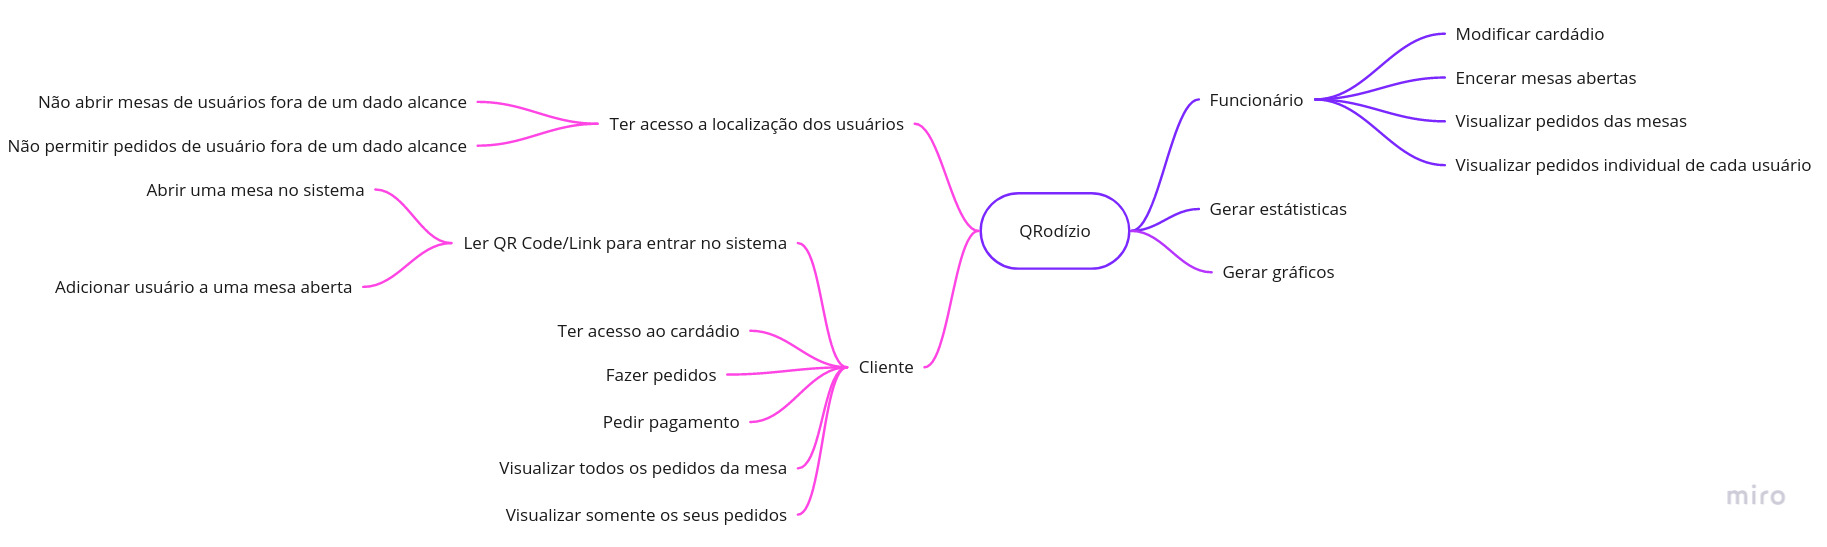 QRodízio
Funcionário
Modificar cardádio
Encerar mesas abertas
Visualizar pedidos das mesas
Visualizar pedidos individual de cada usuário
Gerar estátisticas
Gerar gráficos
Ter acesso a localização dos usuários
Não abrir mesas de usuários fora de um dado alcance
Não permitir pedidos de usuário fora de um dado alcance
Cliente
Ler QR Code/Link para entrar no sistema
Abrir uma mesa no sistema
Adicionar usuário a uma mesa aberta
Ter acesso ao cardádio
Fazer pedidos
Pedir pagamento
Visualizar todos os pedidos da mesa
Visualizar somente os seus pedidos
miro